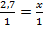 2,7/1 = x/1